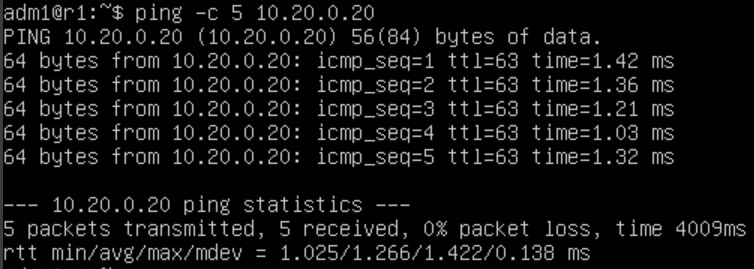 adm1@r1:~$ ping -c 5 10.20.0.20
PING 10.20.0.20 (10.20.0.20) 56(84) bytes of data.
64 bytes from 10.20.0.20: icmp_seq=1 ttl=63 time=1.42 ms
64 bytes from 10.20.0.20: icmp_seq=2 ttl=63 time=1.36 ms
64 bytes from 10.20.0.20: icmp_seq=3 ttl=63 time=1.21 ms
64 bytes from 10.20.0.20: icmp_seq=4 ttl=63 time=1.03 ms
64 bytes from 10.20.0.20: icmp_seq=5 ttl=63 time=1.32 ms

--- 10.20.0.20 ping statistics ---
5 packets transmitted, 5 received, 0% packet loss, time 4009ms
rtt min/avg/max/mdev = 1.025/1.266/1.422/0.138 ms